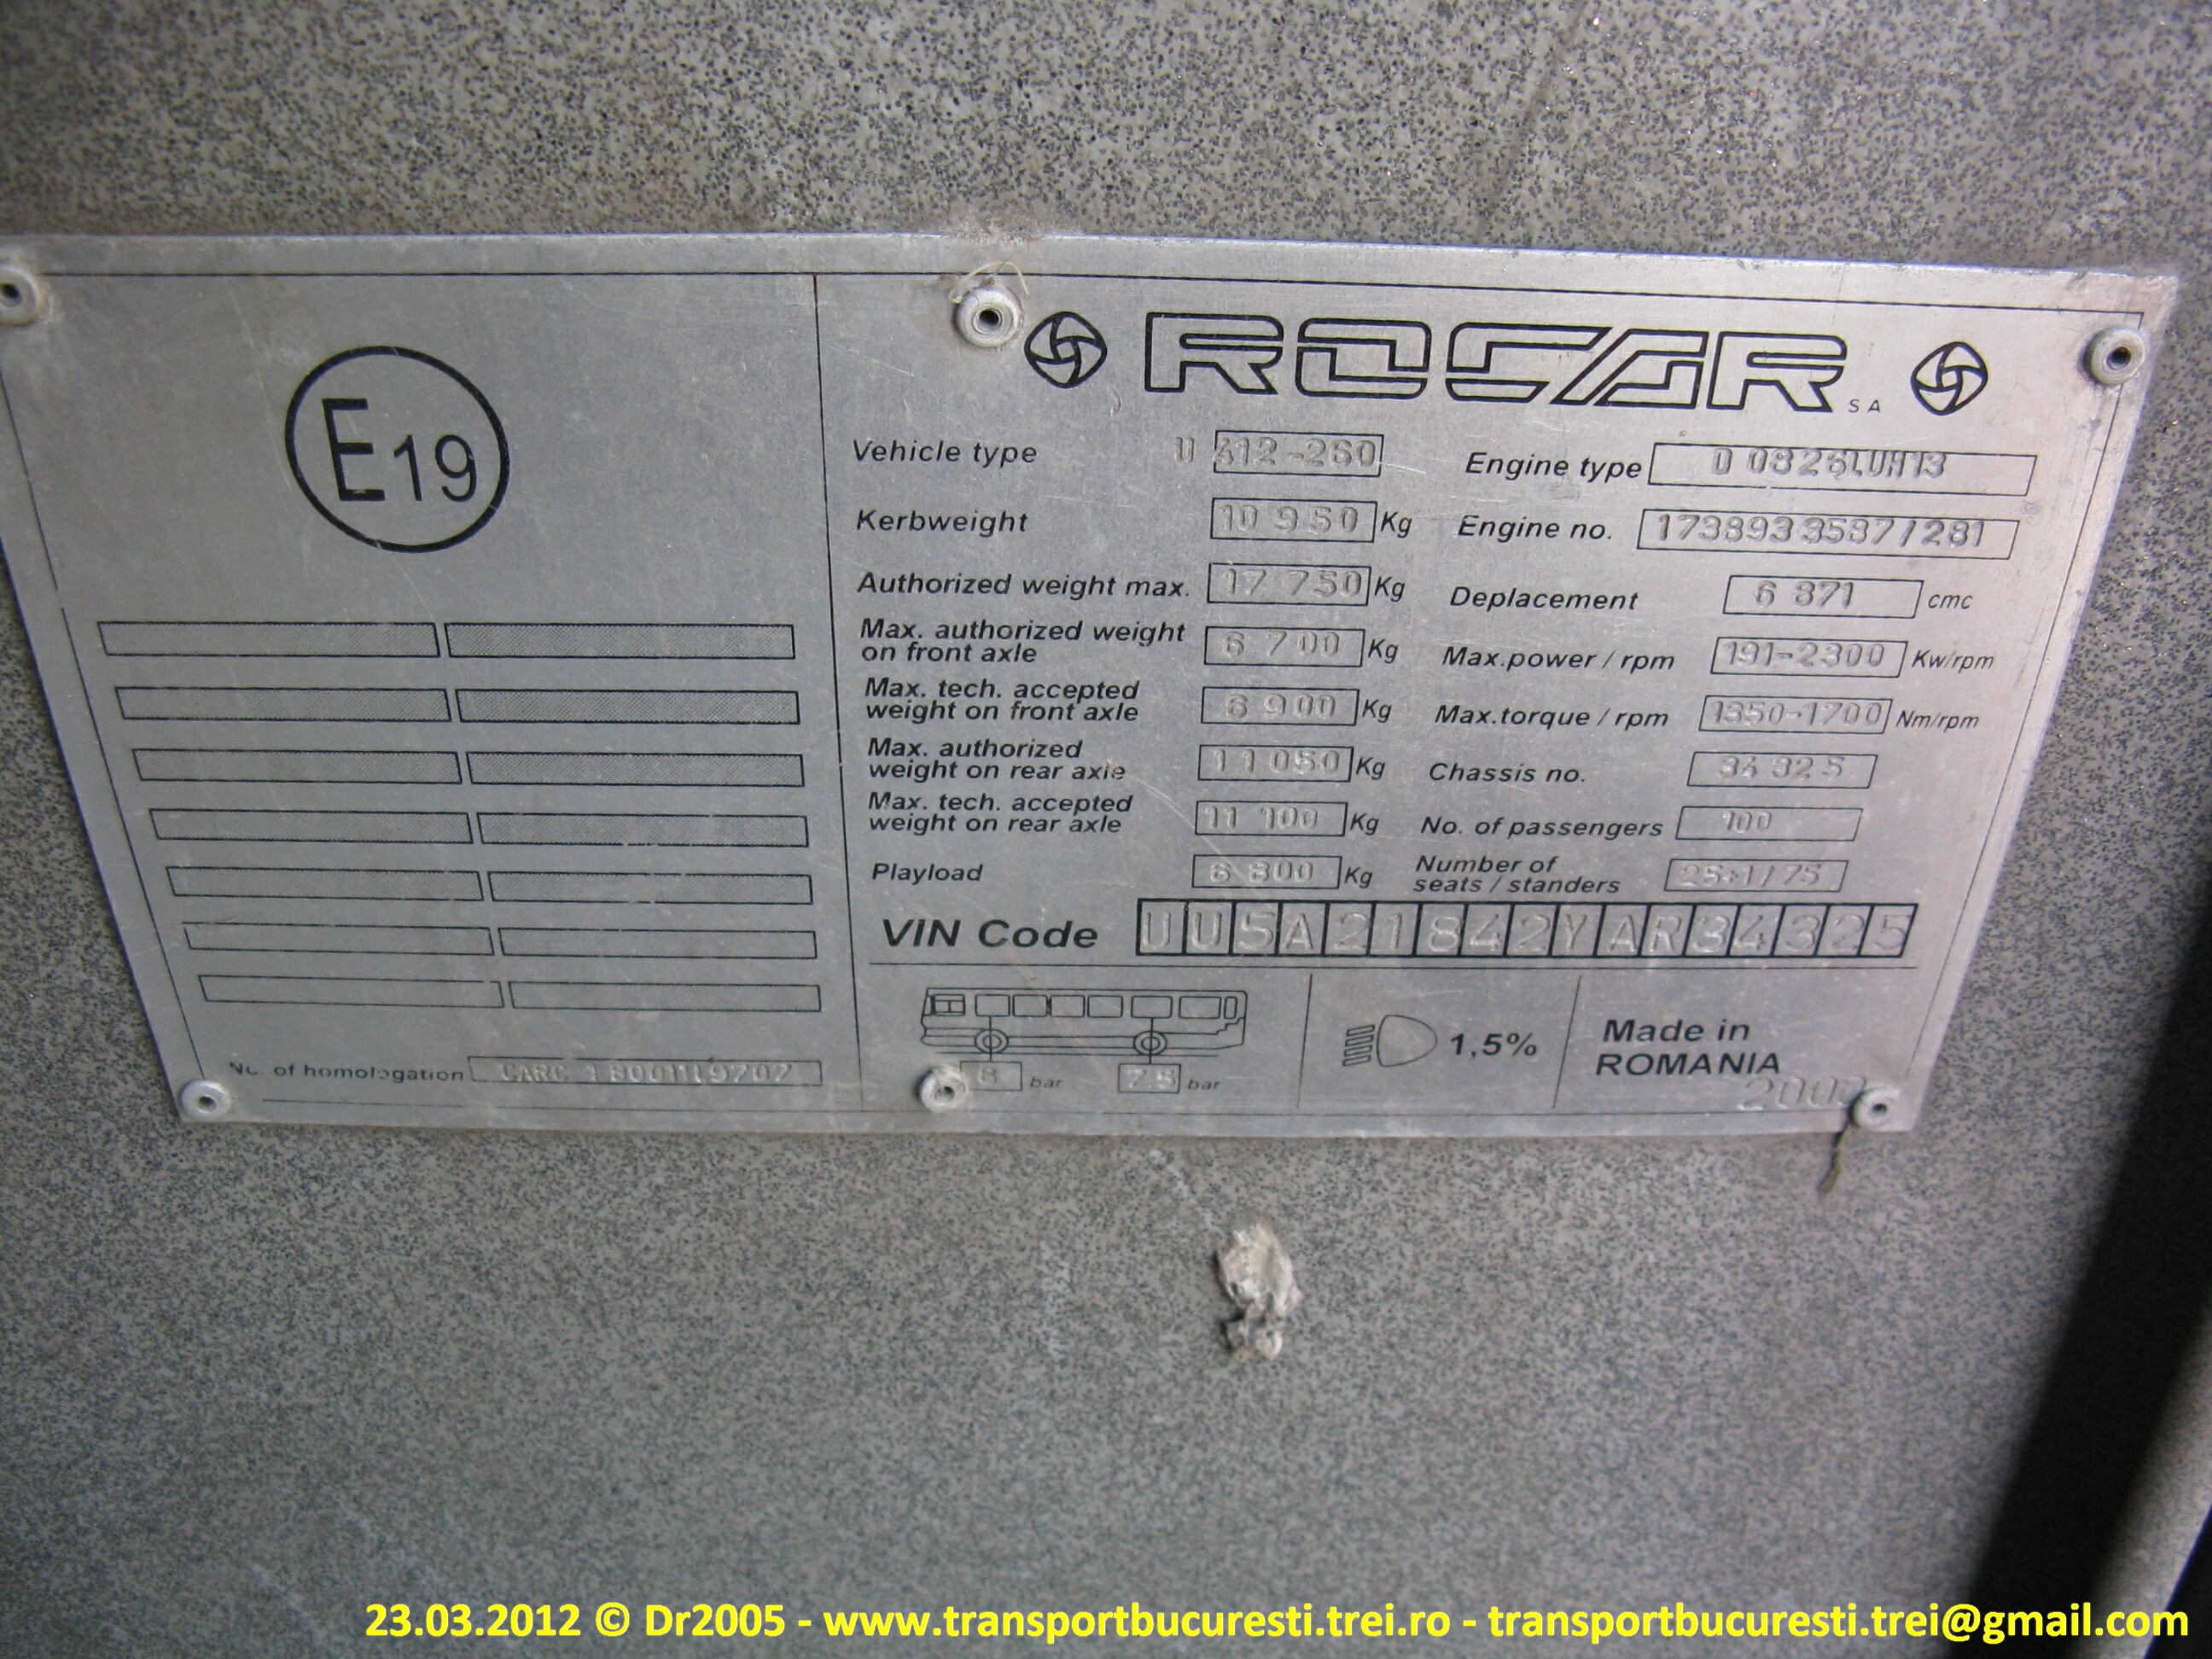 E19
No. of homologation CARC 1 8001119707
ROCAR SA
Vehicle type U 412-260
Kerbweight 10 950 Kg
Authorized weight max. 17 750 Kg
Max. authorized weight
on front axle 6 700 Kg
Max. tech. accepted
weight on front axle 6 900 Kg
Max. authorized
weight on rear axle 11 050 Kg
Max. tech. accepted
weight on rear axle 11 100 Kg
Playload 6 800 Kg
Engine type D 0826LUH13
Engine no. 1738933587/281
Deplacement 6 871 cmc
Max.power / rpm 191-2300 Kw/rpm
Max.torque / rpm 1350-1700 Nm/rpm
Chassis no. 34 325
No. of passengers 100
Number of
seats / standers 25+1/75
VIN Code UU5A21842YAR34325
8 bar 7.5 bar
1,5%
Made in
ROMANIA
23.03.2012 © Dr2005 - www.transportbucuresti.trei.ro - transportbucuresti.trei@gmail.com